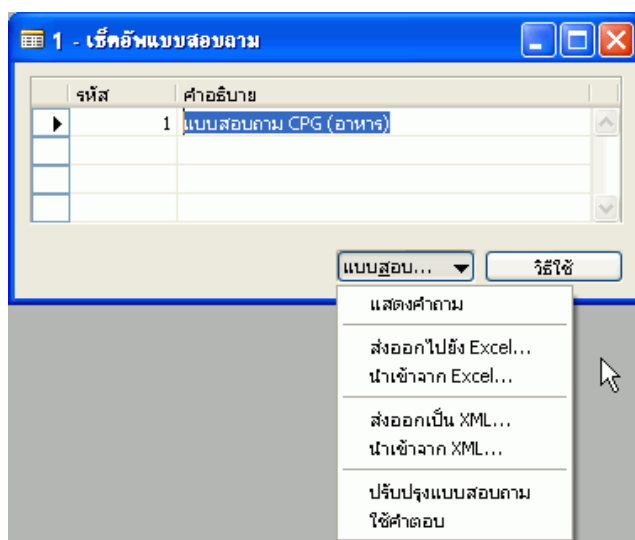 1 - เช็คอัพแบบสอบถาม
รหัส คำอธิบาย
1 แบบสอบถาม CPG (อาหาร)
แบบสอบ... วิธีใช้
แสดงคำถาม
ส่งออกไปยัง Excel...
นำเข้าจาก Excel...
ส่งออกเป็น XML...
นำเข้าจาก XML...
ปรับปรุงแบบสอบถาม
ใช้คำตอบ